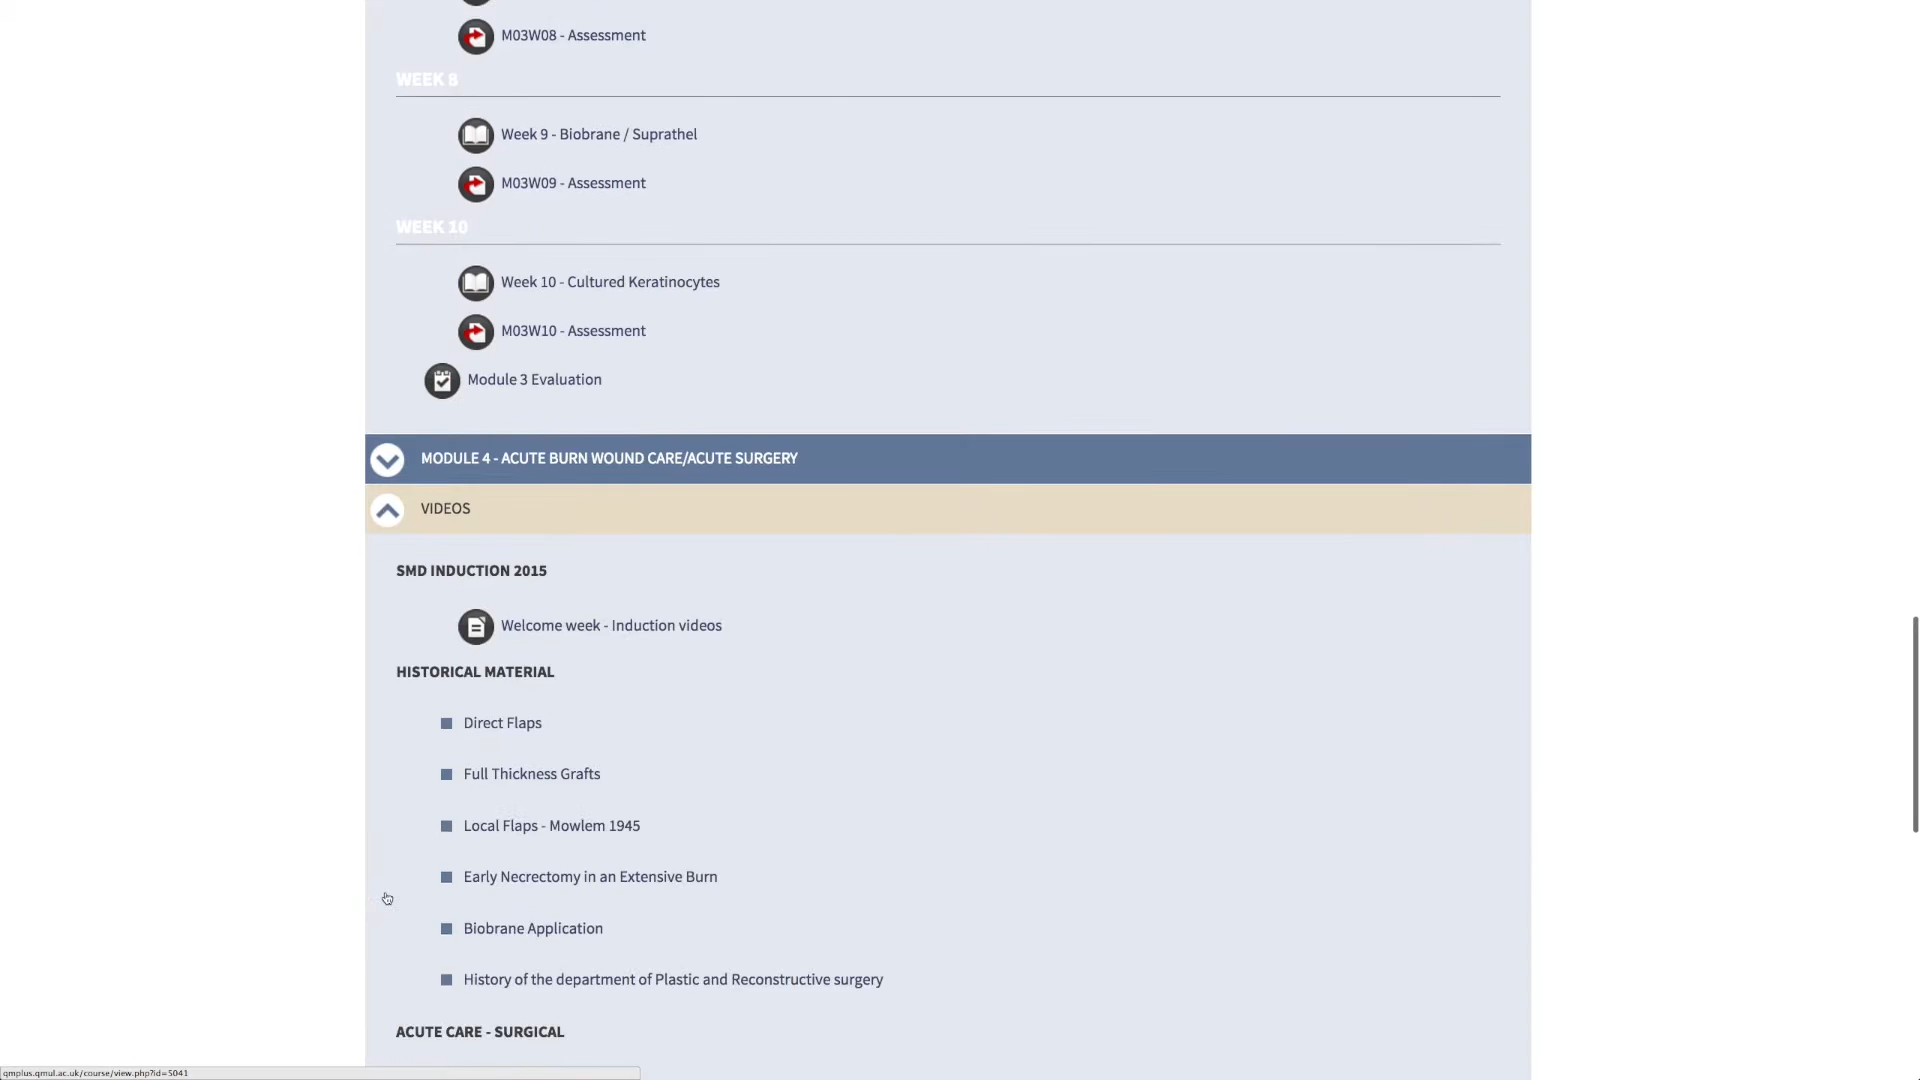 M03W08 - Assessment
WEEK 8
Week 9 - Biobrane / Suprathel
M03W09 - Assessment
WEEK 10
Week 10 - Cultured Keratinocytes
M03W10 - Assessment
Module 3 Evaluation
MODULE 4 - ACUTE BURN WOUND CARE/ACUTE SURGERY
VIDEOS
SMD INDUCTION 2015
Welcome week - Induction videos
HISTORICAL MATERIAL
Direct Flaps
Full Thickness Grafts
Local Flaps - Mowlem 1945
Early Necrectomy in an Extensive Burn
Biobrane Application
History of the department of Plastic and Reconstructive surgery
ACUTE CARE - SURGICAL
qmplus.qmul.ac.uk/course/view.php?id=5041